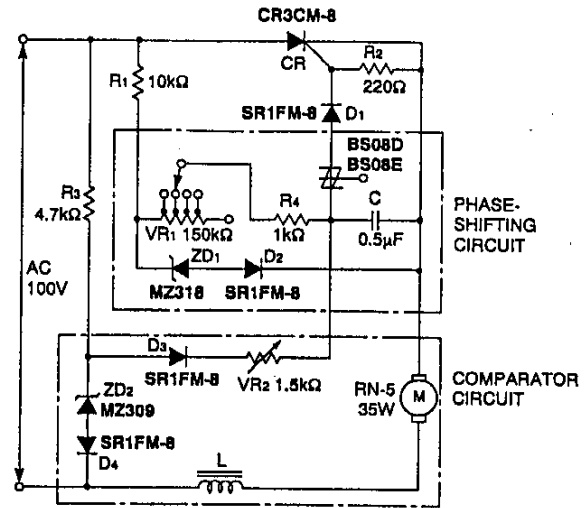 CR3CM-8
CR
R2
220Ω
R1
10kΩ
SR1FM-8
D1
BS08D
BS08E
R3
4.7kΩ
R4
1kΩ
C
0.5μF
VR1 150kΩ
PHASE-
SHIFTING
CIRCUIT
ZD1
D2
MZ318
SR1FM-8
AC
100V
D3
SR1FM-8
VR2 1.5kΩ
RN-5
35W
M
COMPARATOR
CIRCUIT
ZD2
MZ309
SR1FM-8
D4
L